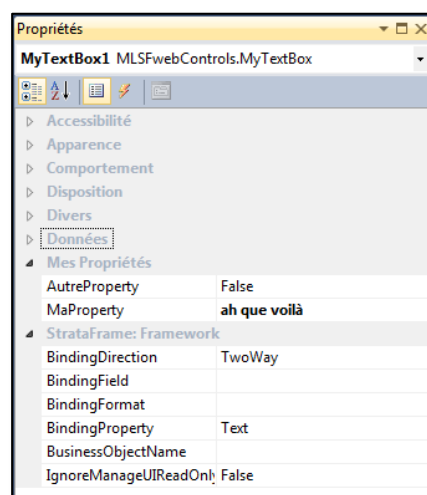 Propriétés
MyTextBox1 MLSFwebControls.MyTextBox
Accessibilité
Apparence
Comportement
Disposition
Divers
Données
Mes Propriétés
AutreProperty False
MaProperty ah que voilà
StrataFrame: Framework
BindingDirection TwoWay
BindingField
BindingFormat
BindingProperty Text
BusinessObjectName
IgnoreManageUIReadOnly False